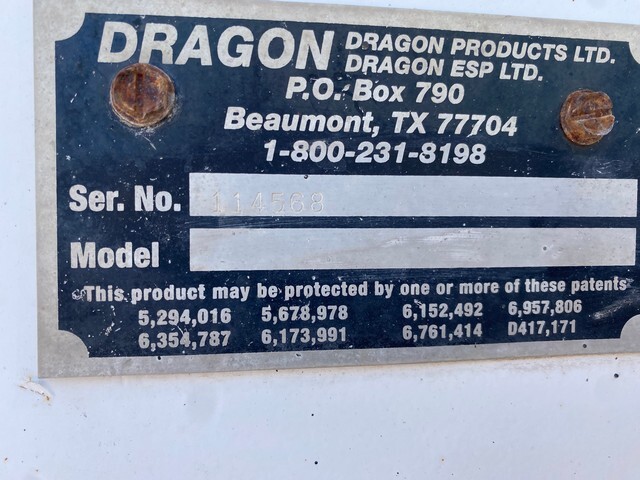 DRAGON DRAGON PRODUCTS LTD.
DRAGON ESP LTD.
P.O. Box 790
Beaumont, TX 77704
1-800-231-8198
Ser. No. 114568
Model
This product may be protected by one or more of these patents
5,294,016 5,678,978 6,152,492 6,957,806
6,354,787 6,173,991 6,761,414 D417,171